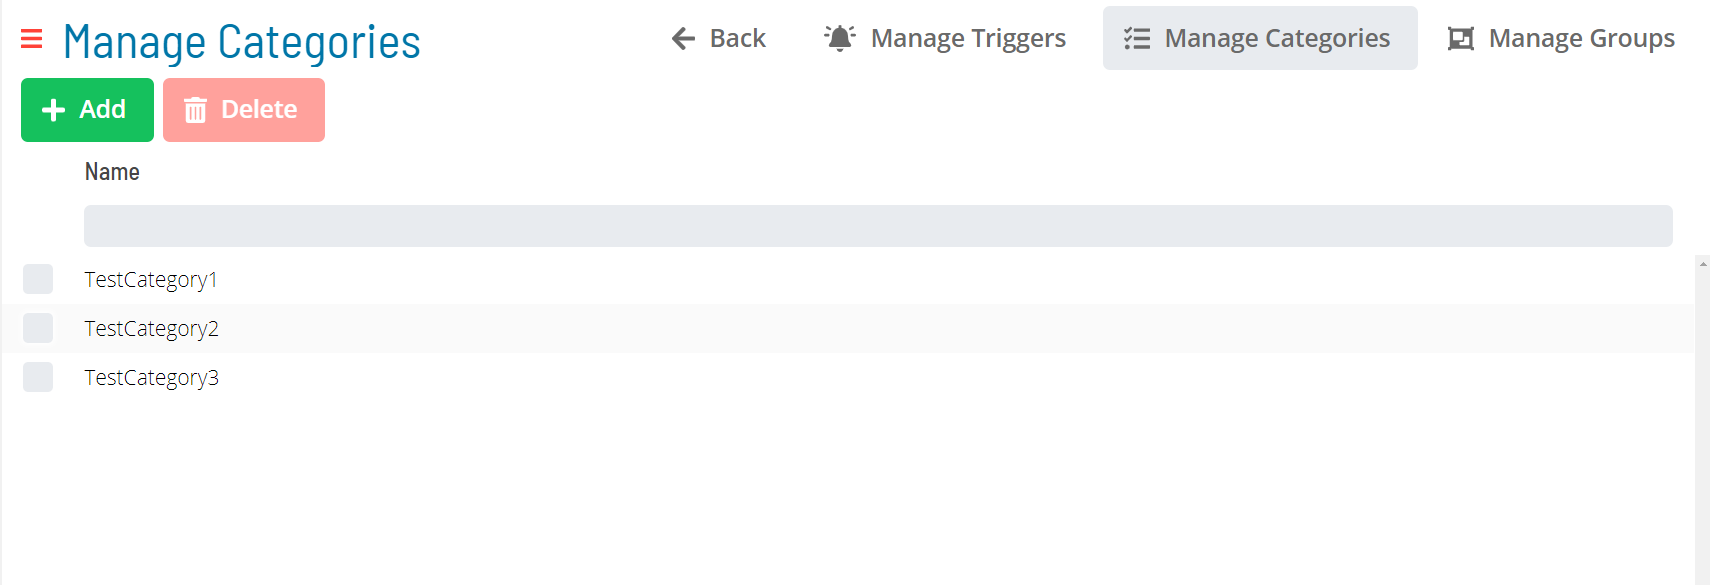 Manage Categories
Back
Manage Triggers
Manage Categories
Manage Groups
Add
Delete
Name
TestCategory1
TestCategory2
TestCategory3